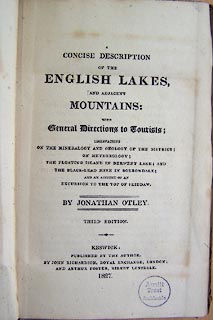 A
CONCISE DESCRIPTION
OF THE
ENGLISH LAKES,
AND ADJACENT
MOUNTAINS:
WITH
General Directions to Tourists;
OBSERVATIONS
ON THE MINERALOGY AND GEOLOGY OF THE DISTRICT;
ON METEOROLOGY;
THE FLOATING ISLAND IN DERWENT LAKE; AND
THE BLACK-LEAD MINE IN BORROWDALE;
AND AN ACCOUNT OF AN
EXCURSION TO THE TOP OF SKIDDAW.
BY JONATHAN OTLEY.
THIRD EDITION.
KESWICK:
PUBLISHED BY THE AUTHOR;
BY JOHN RICHARDSON, ROYAL EXCHANGE, LONDON;
AND ARTHUR FOSTER, KIRKBY LONSDALE.
1827.
Armitt
Trust
Ambleside